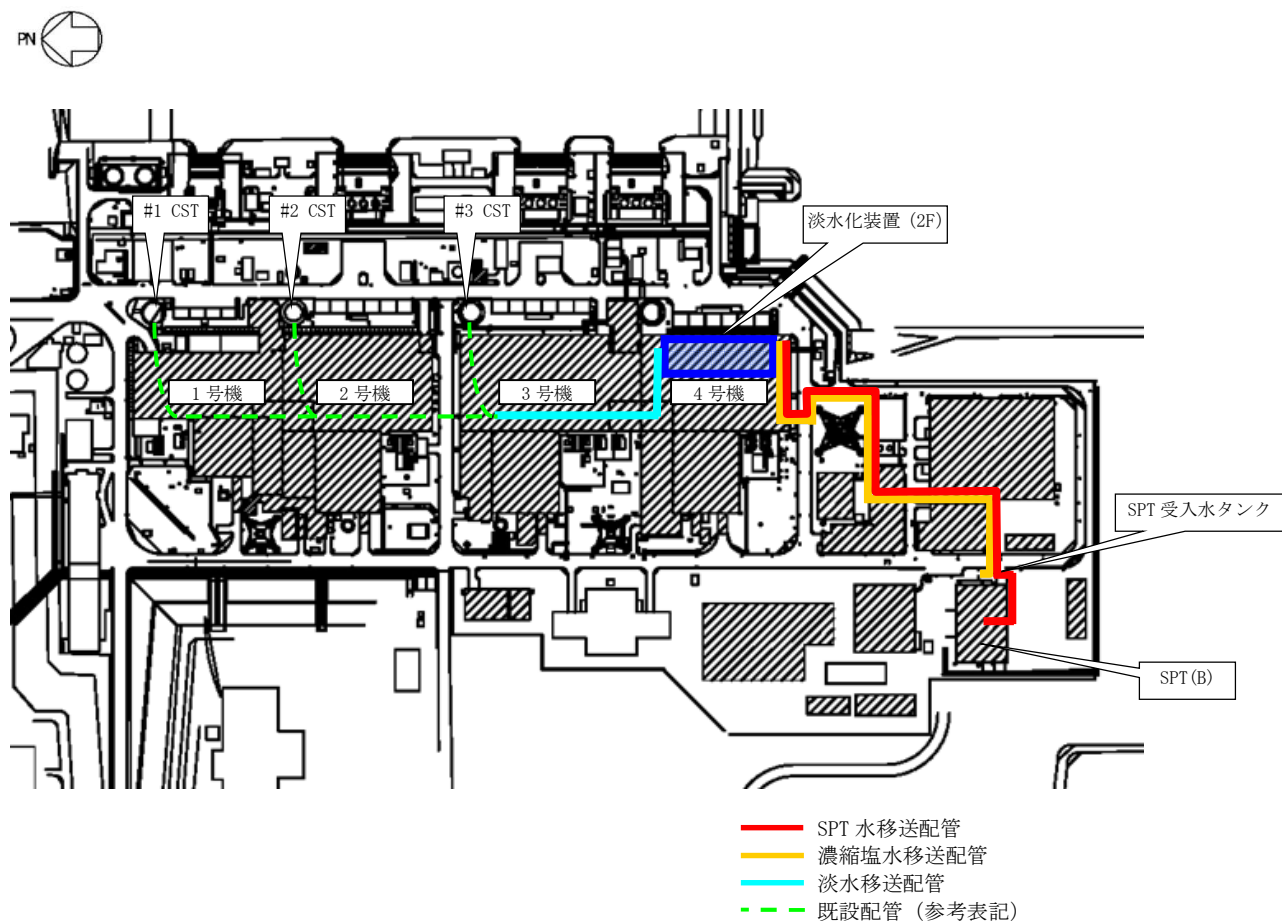 PN
#1 CST
#2 CST
#3 CST
淡水化装置 (2F)
1号機
2号機
3号機
4号機
SPT 受入水タンク
SPT(B)
SPT 水移送配管
濃縮塩水移送配管
淡水移送配管
既設配管（参考表記）